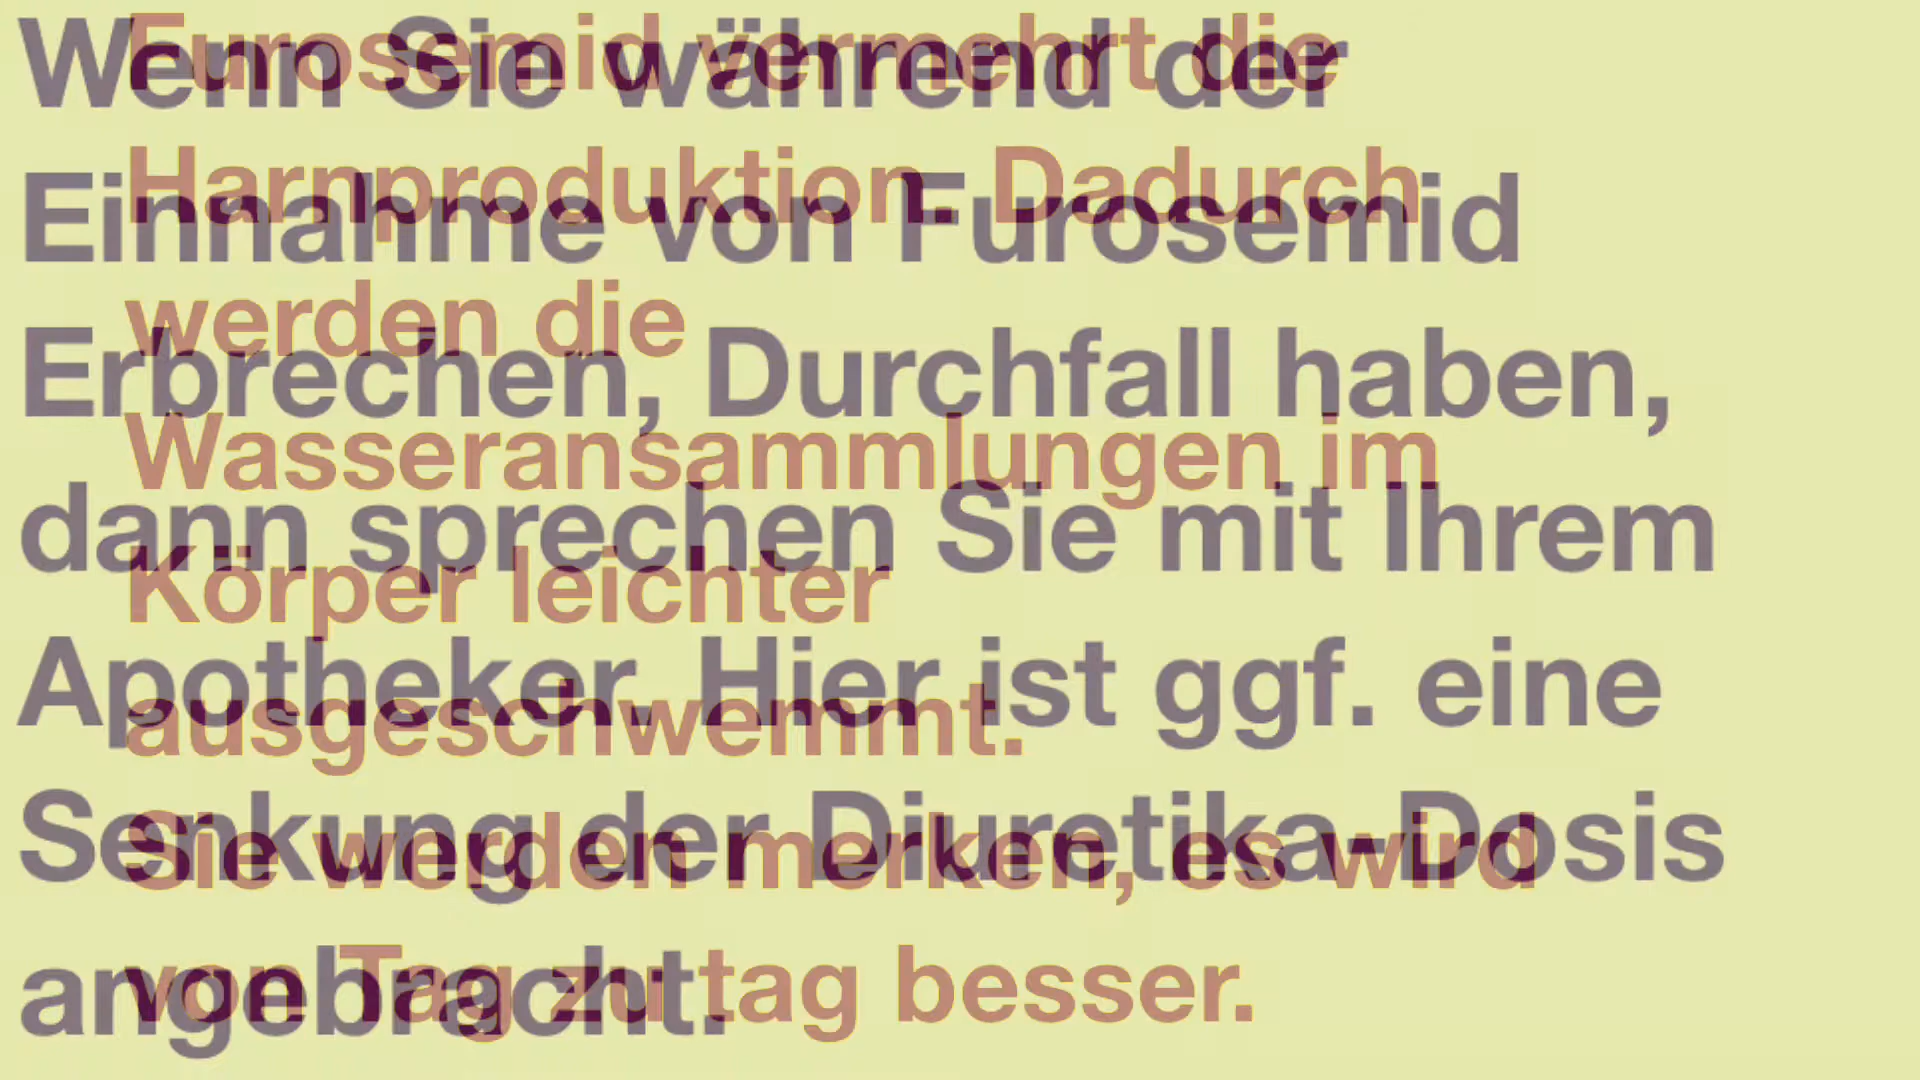 Wenn Sie während der
Einnahme von Furosemid
Erbrechen, Durchfall haben,
dann sprechen Sie mit Ihrem
Apotheker. Hier ist ggf. eine
Senkung der Diuretika-Dosis
angebracht.
Furosemid vermehrt die
Harnproduktion. Dadurch
werden die
Wasseransammlungen im
Körper leichter
ausgeschwemmt.
Sie werden merken, es wird
von Tag zu tag besser.